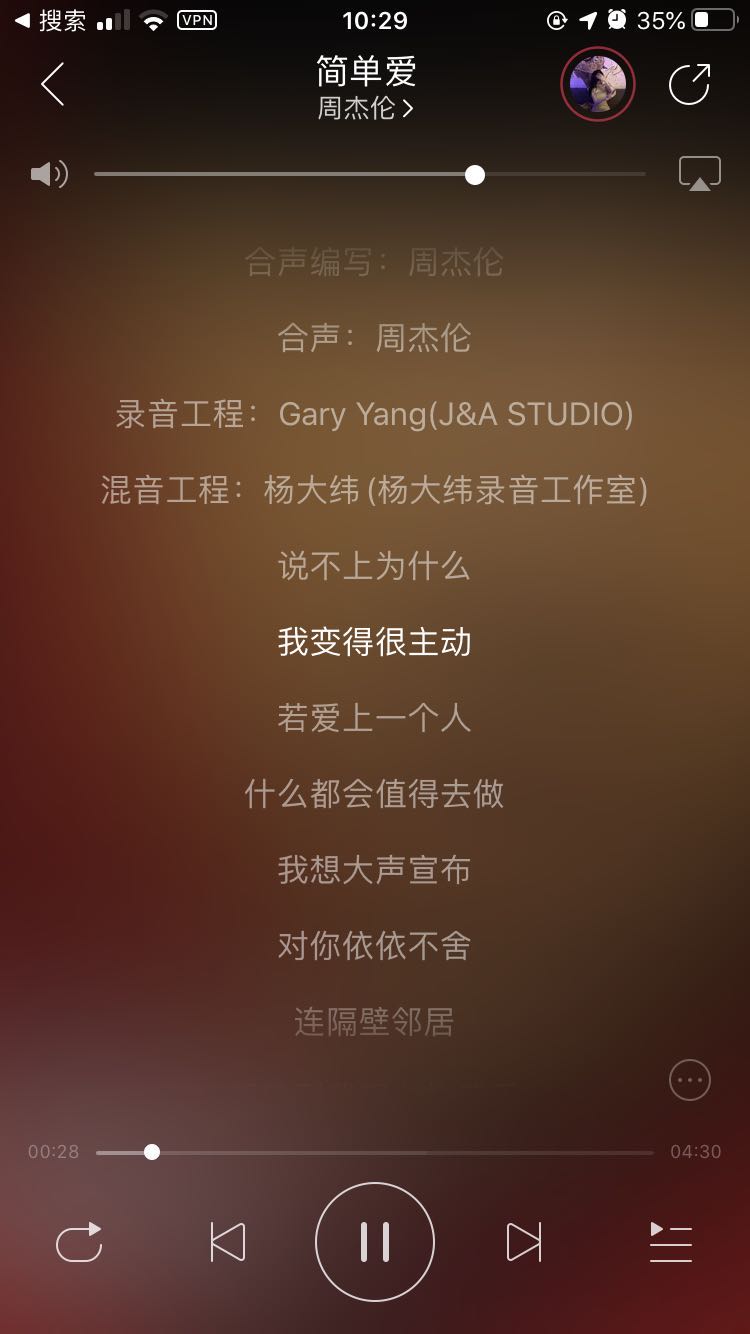 搜索 VPN 10:29 35%
简单爱
周杰伦
合声编写：周杰伦
合声：周杰伦
录音工程：Gary Yang(J&A STUDIO)
混音工程：杨大纬(杨大纬录音工作室)
说不上为什么
我变得很主动
若爱上一个人
什么都会值得去做
我想大声宣布
对你依依不舍
连隔壁邻居
00:28 04:30